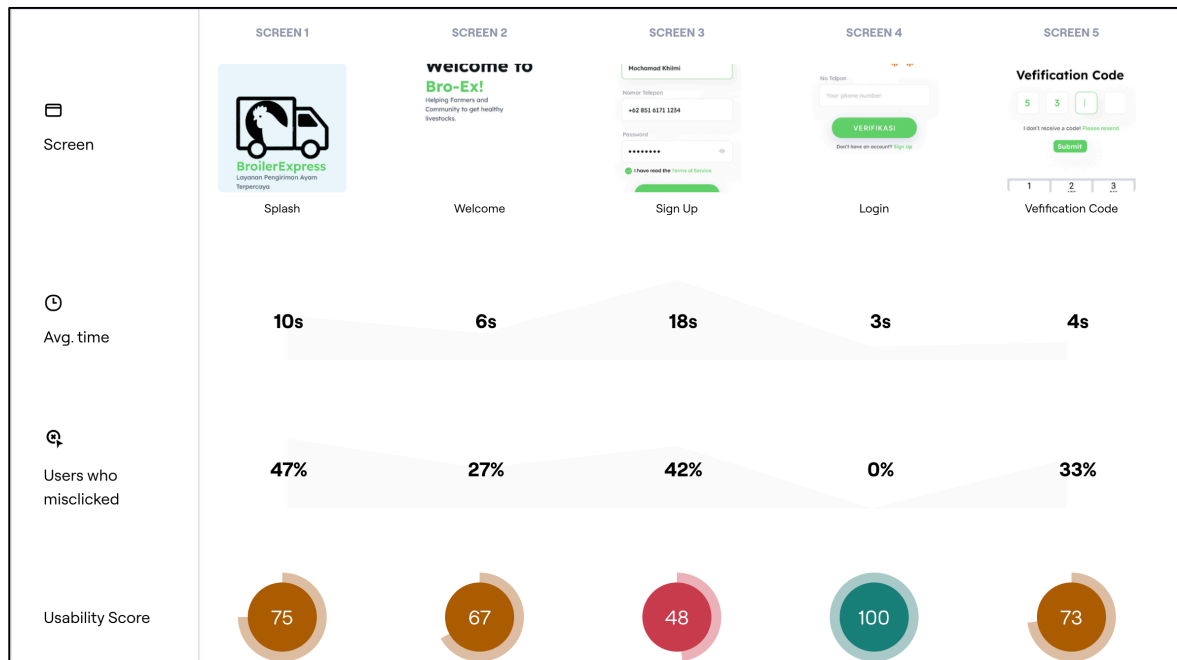 SCREEN 1
SCREEN 2
SCREEN 3
SCREEN 4
SCREEN 5
Screen
BroilerExpress
Layanan Pengiriman Ayam
Terpercaya
Splash
Welcome to
Bro-Ex!
Helping Farmers and
Community to get healthy
livestocks.
Welcome
Mochamad Khilmi
Nomor Telepon
+62 851 6171 1234
Password
••••••••
I have read the Terms of Service
Sign Up
No Telpon
Your phone number
VERIFIKASI
Don't have an account? Sign Up
Login
Vefification Code
5 3
I don't receive a code! Please resend
Submit
1 2 3
Vefification Code
Avg. time
10s
6s
18s
3s
4s
Users who
misclicked
47%
27%
42%
0%
33%
Usability Score
75
67
48
100
73